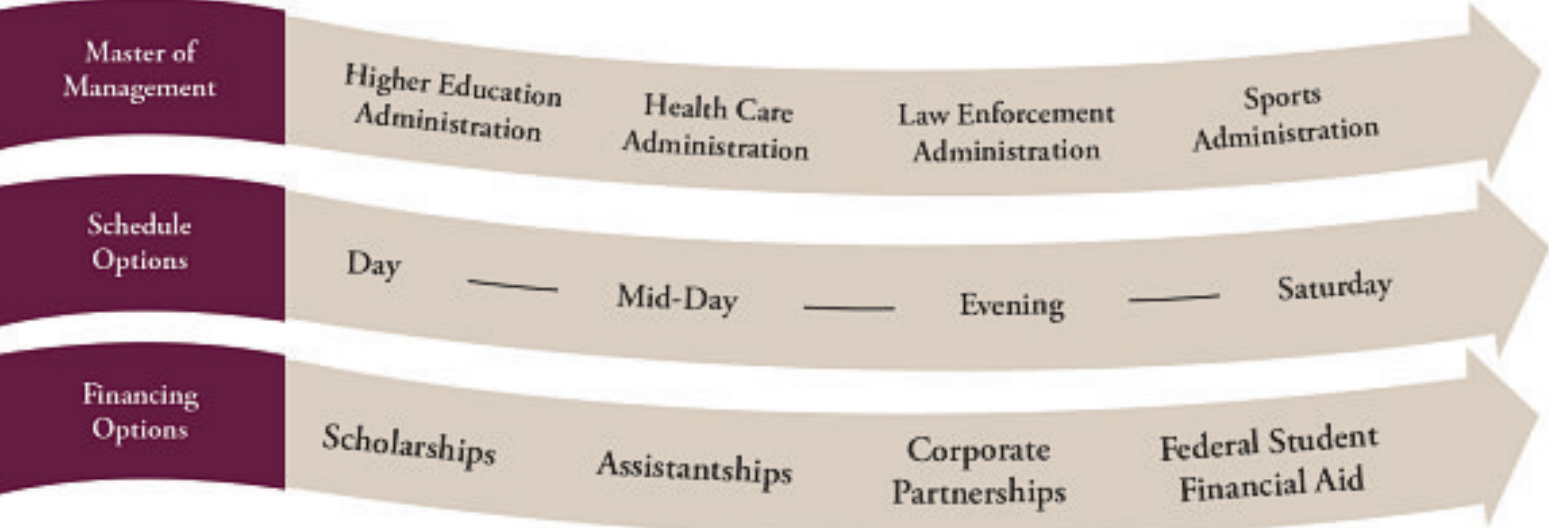 Master of
Management
Higher Education
Administration
Health Care
Administration
Law Enforcement
Administration
Sports
Administration
Schedule
Options
Day
Mid-Day
Evening
Saturday
Financing
Options
Scholarships
Assistantships
Corporate
Partnerships
Federal Student
Financial Aid